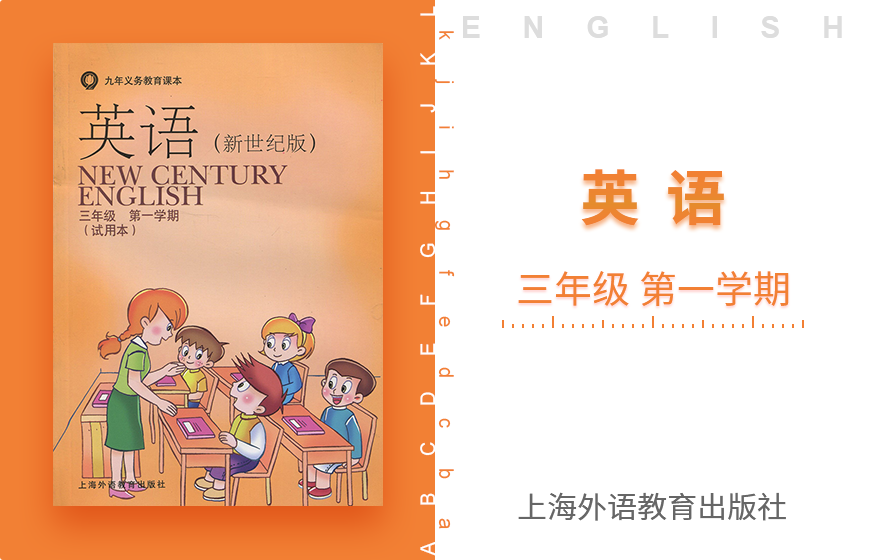 九年义务教育课本
英语（新世纪版）
NEW CENTURY
ENGLISH
三年级 第一学期
（试用本）
上海外语教育出版社
A B C D E F G H I J K L
a b c d e f g h i j k
ENGLISH
英语
三年级 第一学期
上海外语教育出版社